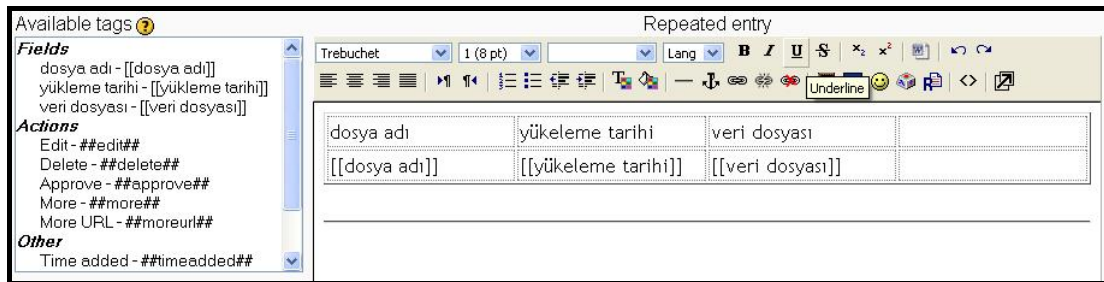 Available tags
Repeated entry
Fields
dosya adı - [[dosya adı]]
yükleme tarihi - [[yükleme tarihi]]
veri dosyası - [[veri dosyası]]
Actions
Edit - ##edit##
Delete - ##delete##
Approve - ##approve##
More - ##more##
More URL - ##moreurl##
Other
Time added - ##timeadded##
Trebuchet 1 (8 pt) Lang B I U S x₂ x²
Underline
dosya adı yükeleme tarihi veri dosyası
[[dosya adı]] [[yükeleme tarihi]] [[veri dosyası]]